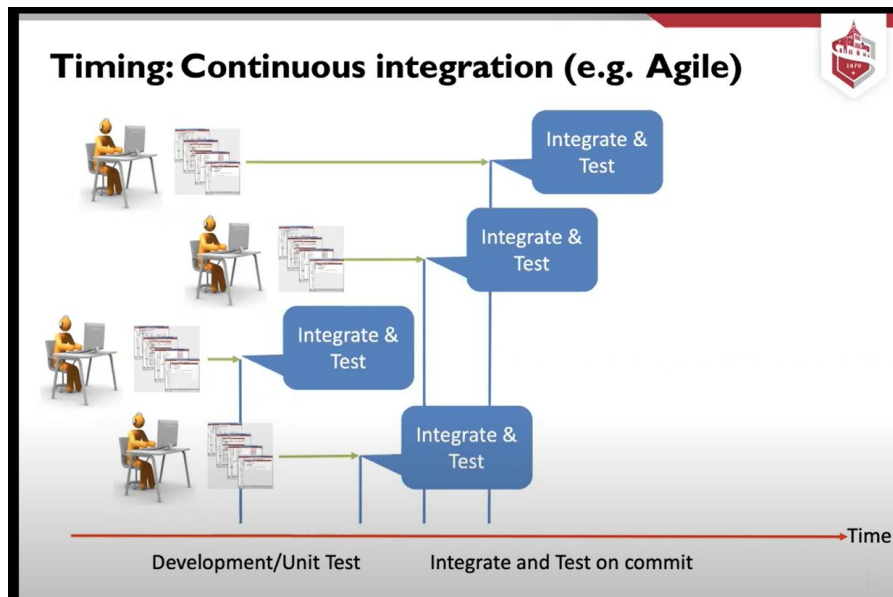 Timing: Continuous integration (e.g. Agile)
1870
Integrate &
Test
Integrate &
Test
Integrate &
Test
Integrate &
Test
Time
Development/Unit Test
Integrate and Test on commit